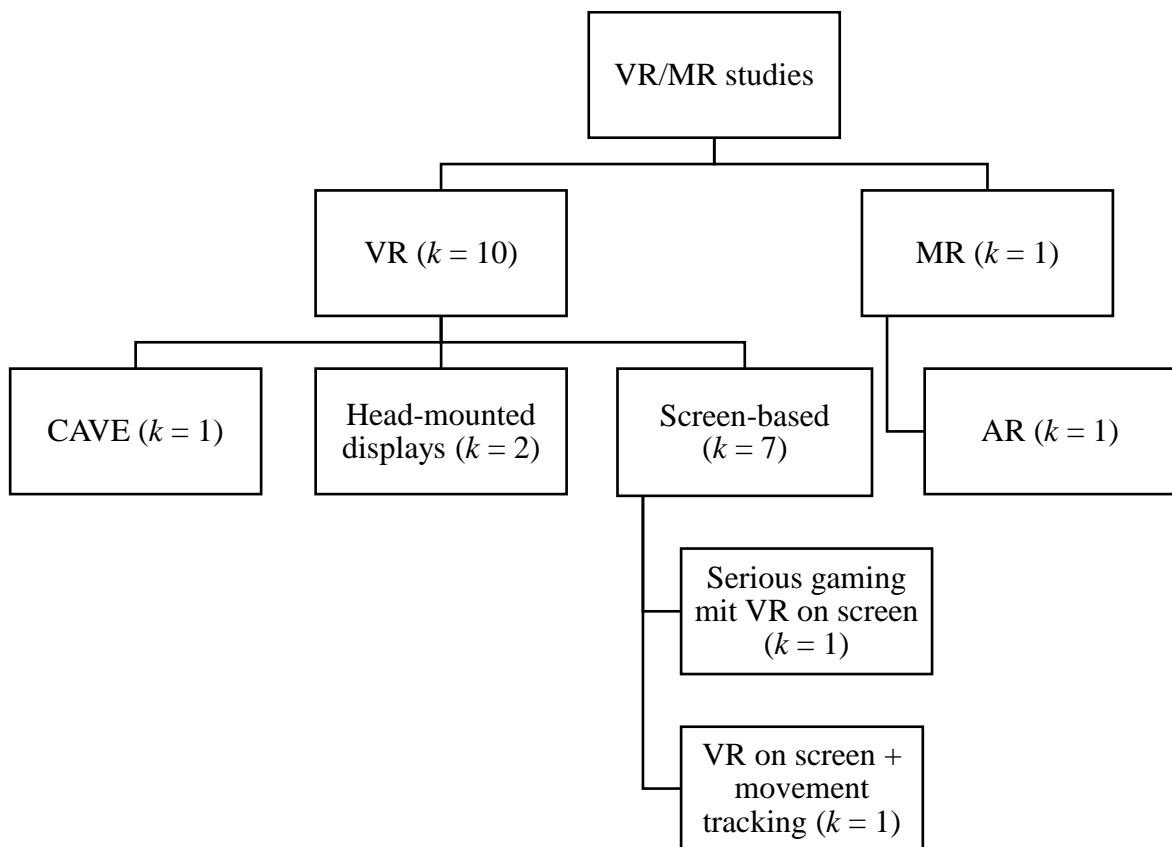 VR/MR studies
VR (k = 10)
MR (k = 1)
CAVE (k = 1)
Head-mounted
displays (k = 2)
Screen-based
(k = 7)
AR (k = 1)
Serious gaming
mit VR on screen
(k = 1)
VR on screen +
movement
tracking (k = 1)